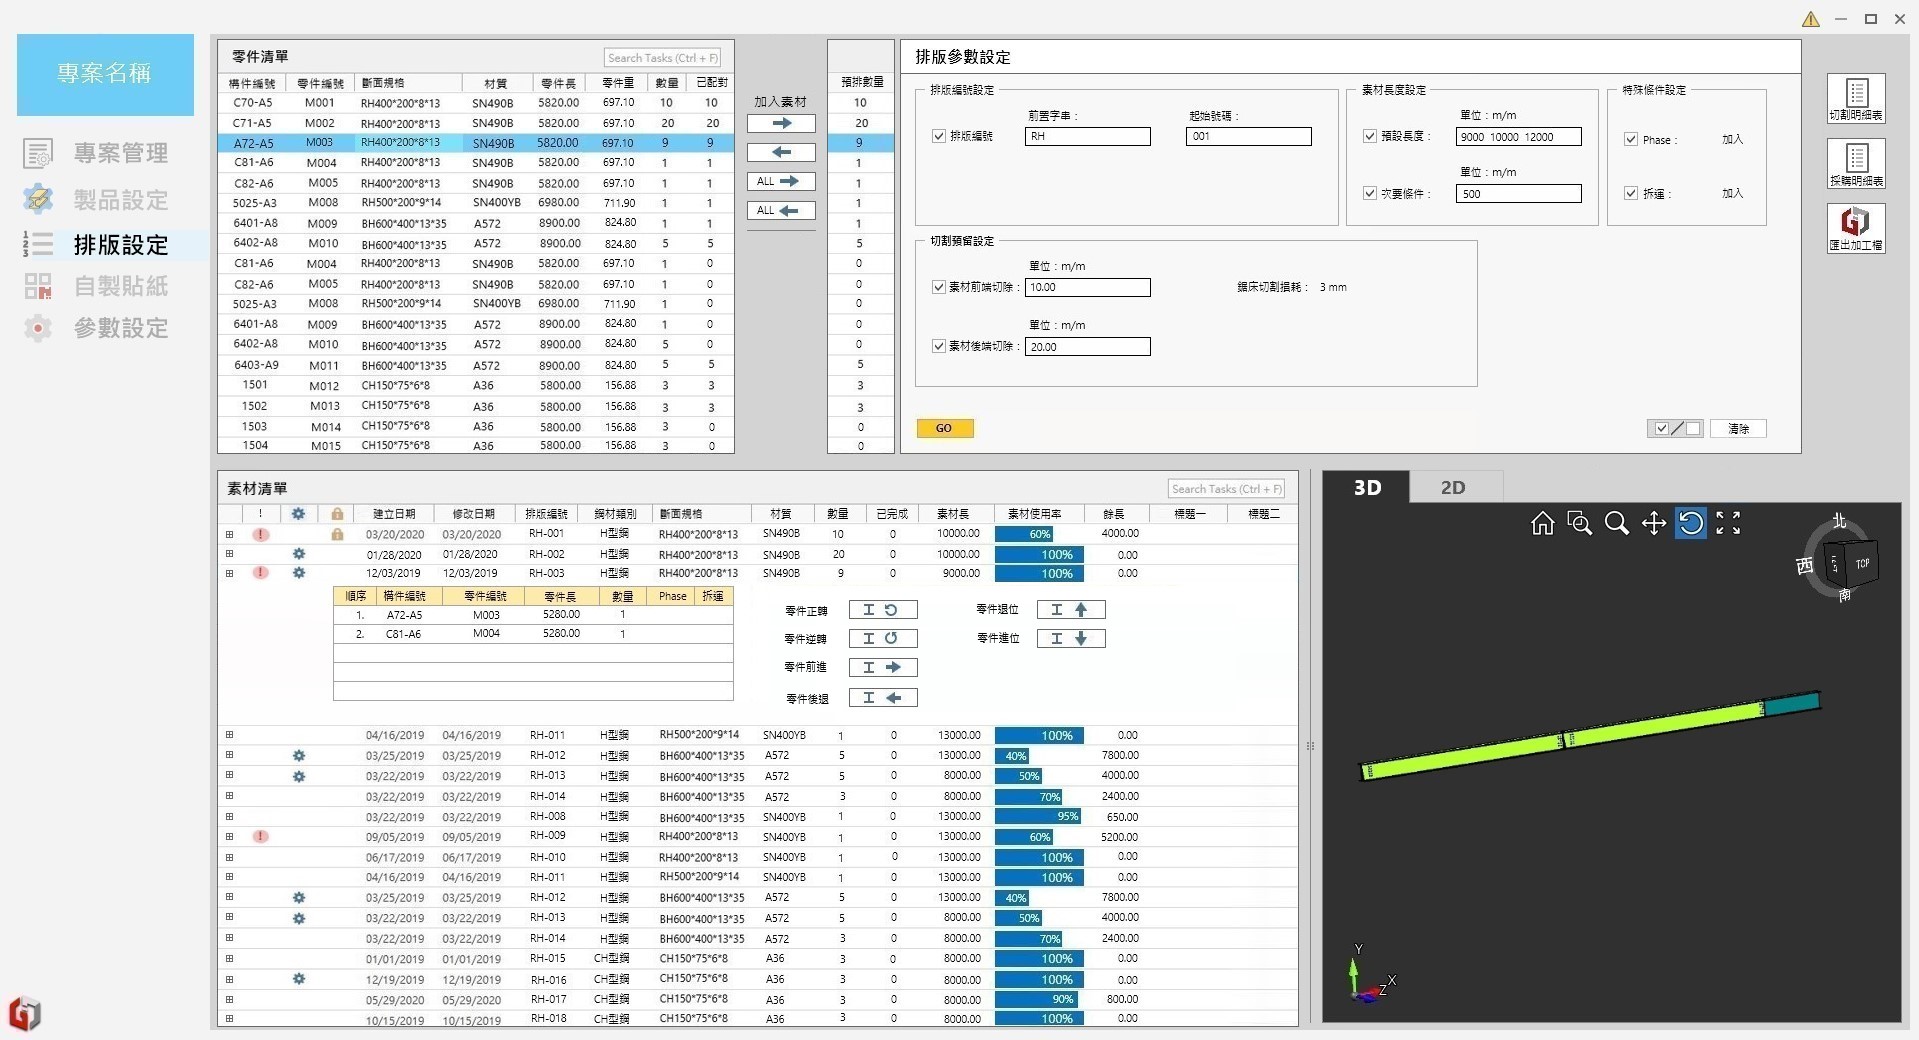 專案名稱
專案管理
製品設定
排版設定
自製貼紙
參數設定
零件清單 Search Tasks (Ctrl + F)
構件編號 零件編號 斷面規格 材質 零件長 零件重 數量 已配對 預排數量
C70-A5 M001 RH400*200*8*13 SN490B 5820.00 697.10 10 10 10
C71-A5 M002 RH400*200*8*13 SN490B 5820.00 697.10 20 20 20
A72-A5 M003 RH400*200*8*13 SN490B 5820.00 697.10 9 9 9
C81-A6 M004 RH400*200*8*13 SN490B 5820.00 697.10 1 1 1
C82-A6 M005 RH400*200*8*13 SN490B 5820.00 697.10 1 1 1
5025-A3 M008 RH500*200*9*14 SN400YB 6980.00 711.90 1 1 1
6401-A8 M009 BH600*400*13*35 A572 8900.00 824.80 1 1 1
6402-A8 M010 BH600*400*13*35 A572 8900.00 824.80 5 5 5
C81-A6 M004 RH400*200*8*13 SN490B 5820.00 697.10 1 0 0
C82-A6 M005 RH400*200*8*13 SN490B 5820.00 697.10 1 0 0
5025-A3 M008 RH500*200*9*14 SN400YB 6980.00 711.90 1 0 0
6401-A8 M009 BH600*400*13*35 A572 8900.00 824.80 1 0 0
6402-A8 M010 BH600*400*13*35 A572 8900.00 824.80 5 0 0
6403-A9 M011 BH600*400*13*35 A572 8900.00 824.80 5 5 5
1501 M012 CH150*75*6*8 A36 5800.00 156.88 3 3 3
1502 M013 CH150*75*6*8 A36 5800.00 156.88 3 3 3
1503 M014 CH150*75*6*8 A36 5800.00 156.88 3 0 0
1504 M015 CH150*75*6*8 A36 5800.00 156.88 3 0 0
加入素材
ALL
ALL
排版參數設定
排版編號設定
前置字串：
起始號碼：
排版編號
RH
001
素材長度設定
單位：m/m
預設長度：
9000 10000 12000
單位：m/m
次要條件：
500
特殊條件設定
Phase：
加入
拆運：
加入
切割預留設定
單位：m/m
素材前端切除：
10.00
鋸床切割損耗： 3 mm
單位：m/m
素材後端切除：
20.00
GO
清除
切割明細表
採購明細表
匯出加工檔
素材清單 Search Tasks (Ctrl + F)
! 建立日期 修改日期 排版編號 鋼材類別 斷面規格 材質 數量 已完成 素材長 素材使用率 餘長 標題一 標題二
! 03/20/2020 03/20/2020 RH-001 H型鋼 RH400*200*8*13 SN490B 10 0 10000.00 60% 4000.00
01/28/2020 01/28/2020 RH-002 H型鋼 RH400*200*8*13 SN490B 20 0 10000.00 100% 0.00
! 12/03/2019 12/03/2019 RH-003 H型鋼 RH400*200*8*13 SN490B 9 0 9000.00 100% 0.00
順序 構件編號 零件編號 零件長 數量 Phase 拆運
1. A72-A5 M003 5280.00 1
2. C81-A6 M004 5280.00 1
零件正轉
零件逆轉
零件前進
零件後退
零件退位
零件進位
04/16/2019 04/16/2019 RH-011 H型鋼 RH500*200*9*14 SN400YB 1 0 13000.00 100% 0.00
03/25/2019 03/25/2019 RH-012 H型鋼 BH600*400*13*35 A572 5 0 13000.00 40% 7800.00
03/22/2019 03/22/2019 RH-013 H型鋼 BH600*400*13*35 A572 5 0 8000.00 50% 4000.00
03/22/2019 03/22/2019 RH-014 H型鋼 BH600*400*13*35 A572 3 0 8000.00 70% 2400.00
03/22/2019 03/22/2019 RH-008 H型鋼 BH600*400*13*35 SN400YB 1 0 13000.00 95% 650.00
! 09/05/2019 09/05/2019 RH-009 H型鋼 RH400*200*8*13 SN400YB 1 0 13000.00 60% 5200.00
06/17/2019 06/17/2019 RH-010 H型鋼 RH400*200*8*13 SN400YB 1 0 13000.00 100% 0.00
04/16/2019 04/16/2019 RH-011 H型鋼 RH500*200*9*14 SN400YB 1 0 13000.00 100% 0.00
03/25/2019 03/25/2019 RH-012 H型鋼 BH600*400*13*35 A572 5 0 13000.00 40% 7800.00
03/22/2019 03/22/2019 RH-013 H型鋼 BH600*400*13*35 A572 5 0 8000.00 50% 4000.00
03/22/2019 03/22/2019 RH-014 H型鋼 BH600*400*13*35 A572 3 0 8000.00 70% 2400.00
01/01/2019 01/01/2019 RH-015 CH型鋼 CH150*75*6*8 A36 3 0 8000.00 100% 0.00
12/19/2019 12/19/2019 RH-016 CH型鋼 CH150*75*6*8 A36 3 0 8000.00 100% 0.00
05/29/2020 05/29/2020 RH-017 CH型鋼 CH150*75*6*8 A36 3 0 8000.00 90% 800.00
10/15/2019 10/15/2019 RH-018 CH型鋼 CH150*75*6*8 A36 3 0 8000.00 100% 0.00
3D
2D
北
西
TOP
南
Y
X
Z